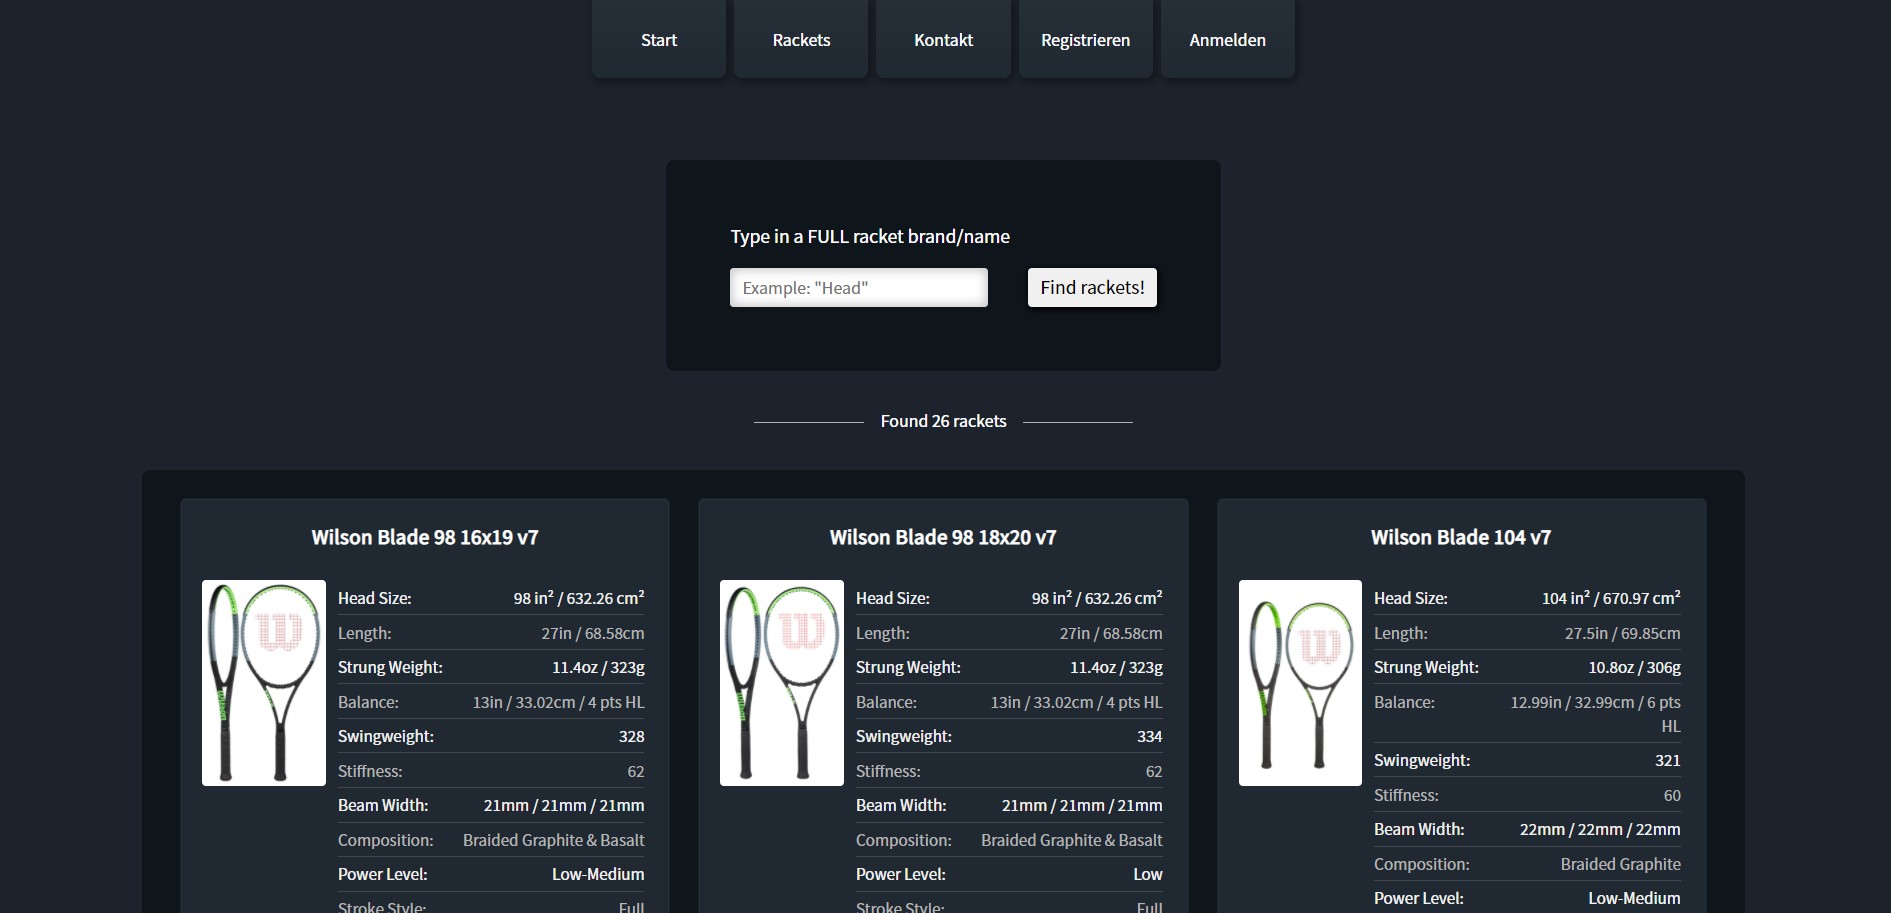 Start Rackets Kontakt Registrieren Anmelden
Type in a FULL racket brand/name
Example: "Head" Find rackets!
Found 26 rackets
Wilson Blade 98 16x19 v7
Head Size: 98 in² / 632.26 cm²
Length: 27in / 68.58cm
Strung Weight: 11.4oz / 323g
Balance: 13in / 33.02cm / 4 pts HL
Swingweight: 328
Stiffness: 62
Beam Width: 21mm / 21mm / 21mm
Composition: Braided Graphite & Basalt
Power Level: Low-Medium
Stroke Style: Full
Wilson Blade 98 18x20 v7
Head Size: 98 in² / 632.26 cm²
Length: 27in / 68.58cm
Strung Weight: 11.4oz / 323g
Balance: 13in / 33.02cm / 4 pts HL
Swingweight: 334
Stiffness: 62
Beam Width: 21mm / 21mm / 21mm
Composition: Braided Graphite & Basalt
Power Level: Low
Stroke Style: Full
Wilson Blade 104 v7
Head Size: 104 in² / 670.97 cm²
Length: 27.5in / 69.85cm
Strung Weight: 10.8oz / 306g
Balance: 12.99in / 32.99cm / 6 pts
HL
Swingweight: 321
Stiffness: 60
Beam Width: 22mm / 22mm / 22mm
Composition: Braided Graphite
Power Level: Low-Medium